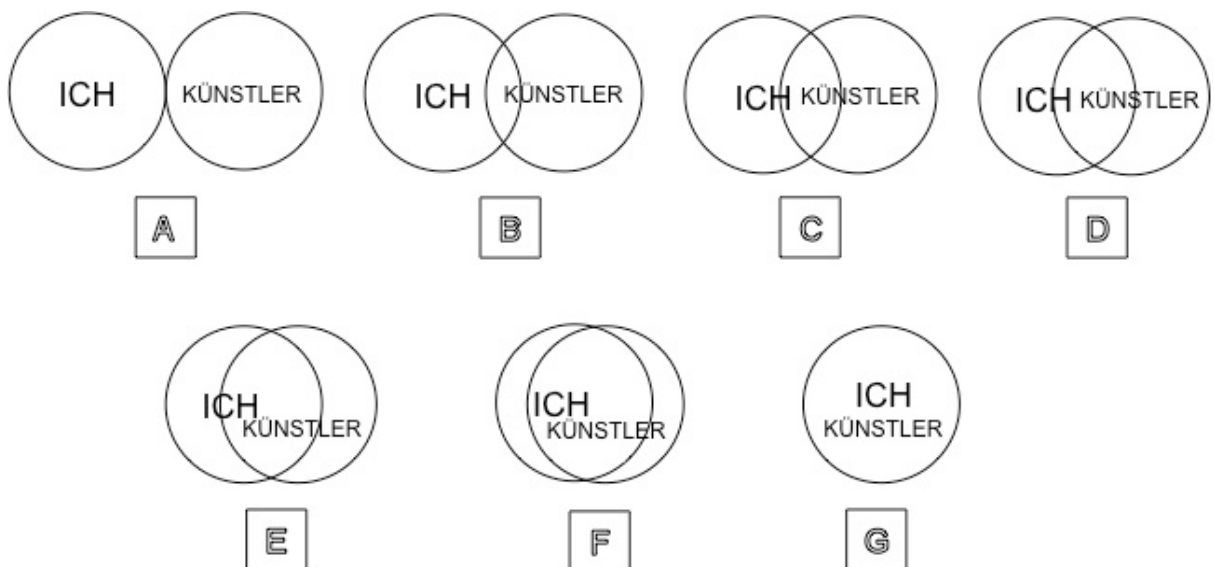 ICH KÜNSTLER
ICH KÜNSTLER
ICH KÜNSTLER
ICH KÜNSTLER
A
B
C
D
ICH
KÜNSTLER
ICH
KÜNSTLER
ICH
KÜNSTLER
E
F
G